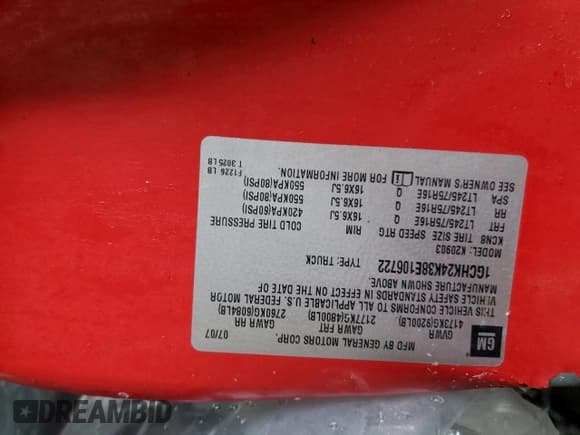 GM
MFD BY GENERAL MOTORS CORP.
07/07
GVWR GAWR FRT GAWR RR
4173KG(9200LB) 2177KG(4800LB) 2760KG(6084LB)
THIS VEHICLE CONFORMS TO ALL APPLICABLE U.S. FEDERAL MOTOR
VEHICLE SAFETY STANDARDS IN EFFECT ON THE DATE OF
MANUFACTURE SHOWN ABOVE.
1GCHK24K38E106722 TYPE: TRUCK
MODEL: K20903
KCNB TIRE SIZE SPEED RTG RIM COLD TIRE PRESSURE
FRT LT245/75R16E Q 16X6.5J 420KPA(60PSI)
RR LT245/75R16E Q 16X6.5J 550KPA(80PSI)
SPA LT245/75R16E Q 16X6.5J 550KPA(80PSI)
SEE OWNER'S MANUAL i FOR MORE INFORMATION.
F1226 LB
T 3025 LB
DREAMBID